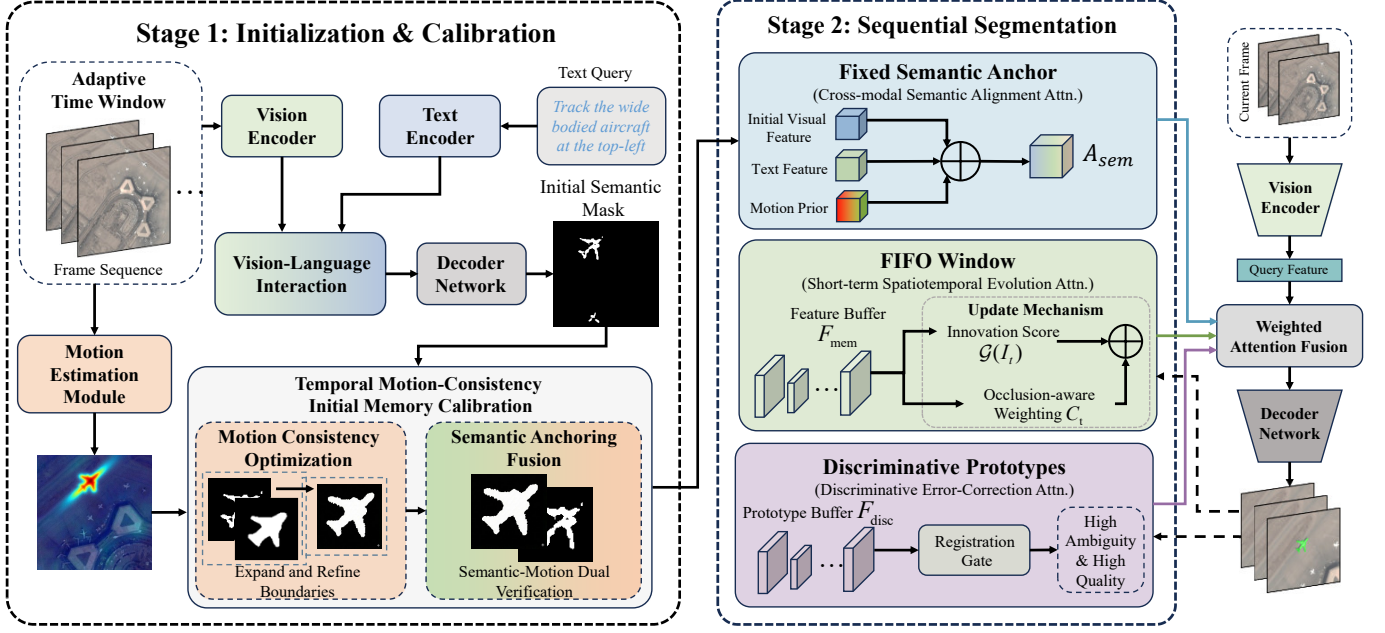 Stage 1: Initialization & Calibration
Adaptive
Time Window
. . .
Frame Sequence
Vision
Encoder
Text
Encoder
Text Query
Track the wide
bodied aircraft
at the top-left
Vision-Language
Interaction
Decoder
Network
Initial Semantic
Mask
Motion
Estimation
Module
Temporal Motion-Consistency
Initial Memory Calibration
Motion Consistency
Optimization
Expand and Refine
Boundaries
Semantic Anchoring
Fusion
Semantic-Motion Dual
Verification
Stage 2: Sequential Segmentation
Fixed Semantic Anchor
(Cross-modal Semantic Alignment Attn.)
Initial Visual
Feature
Text Feature
Motion Prior
A_sem
FIFO Window
(Short-term Spatiotemporal Evolution Attn.)
Feature Buffer
F_mem
. . .
Update Mechanism
Innovation Score
𝒢(I_t)
Occlusion-aware
Weighting C_t
Discriminative Prototypes
(Discriminative Error-Correction Attn.)
Prototype Buffer F_disc
. . .
Registration
Gate
High
Ambiguity
& High
Quality
Current Frame
Vision
Encoder
Query Feature
Weighted
Attention Fusion
Decoder
Network